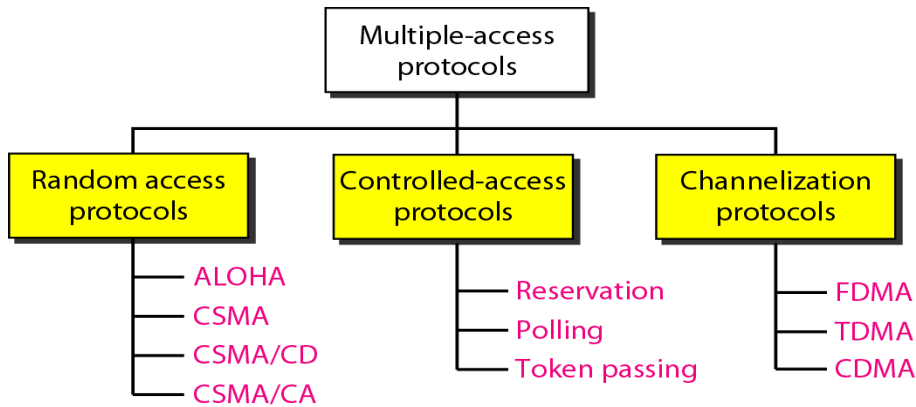 Multiple-access
protocols
Random access
protocols
Controlled-access
protocols
Channelization
protocols
ALOHA
CSMA
CSMA/CD
CSMA/CA
Reservation
Polling
Token passing
FDMA
TDMA
CDMA